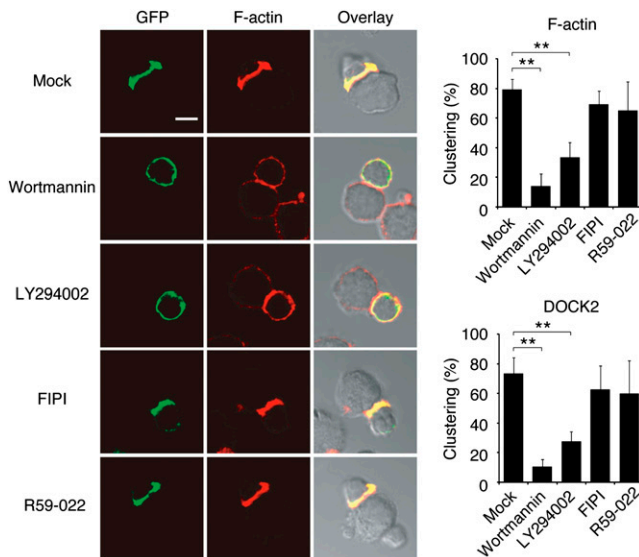 GFP F-actin Overlay
Mock
Wortmannin
LY294002
FIPI
R59-022
F-actin
Clustering (%)
100
80
60
40
20
0
**
**
Mock
Wortmannin
LY294002
FIPI
R59-022
DOCK2
Clustering (%)
100
80
60
40
20
0
**
**
Mock
Wortmannin
LY294002
FIPI
R59-022